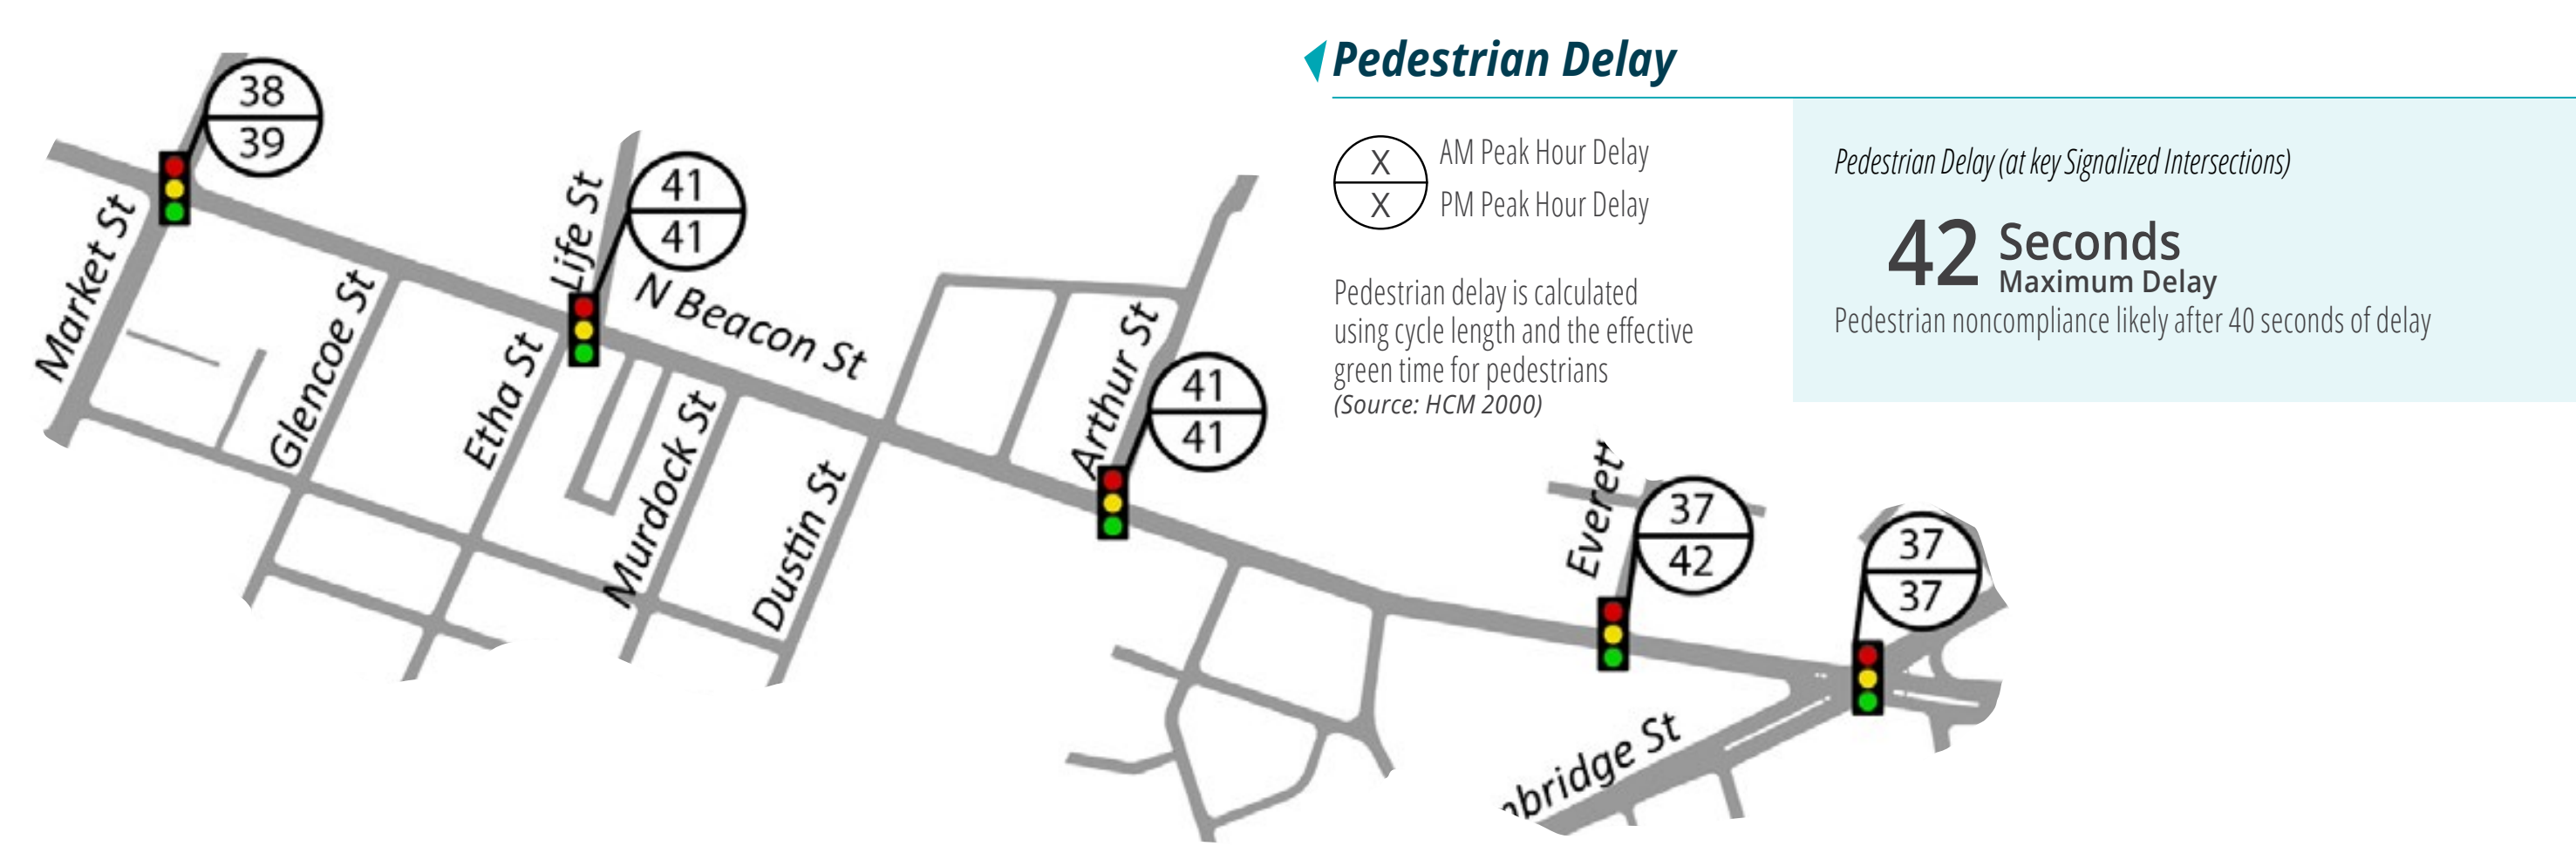 Pedestrian Delay
X
X
AM Peak Hour Delay
PM Peak Hour Delay
Pedestrian delay is calculated
using cycle length and the effective
green time for pedestrians
(Source: HCM 2000)
Pedestrian Delay (at key Signalized Intersections)
42 Seconds
Maximum Delay
Pedestrian noncompliance likely after 40 seconds of delay
38
39
Market St
Glencoe St
Etha St
Life St
41
41
N Beacon St
Murdock St
Dustin St
Arthur St
41
41
Everett
37
42
37
37
nbridge St